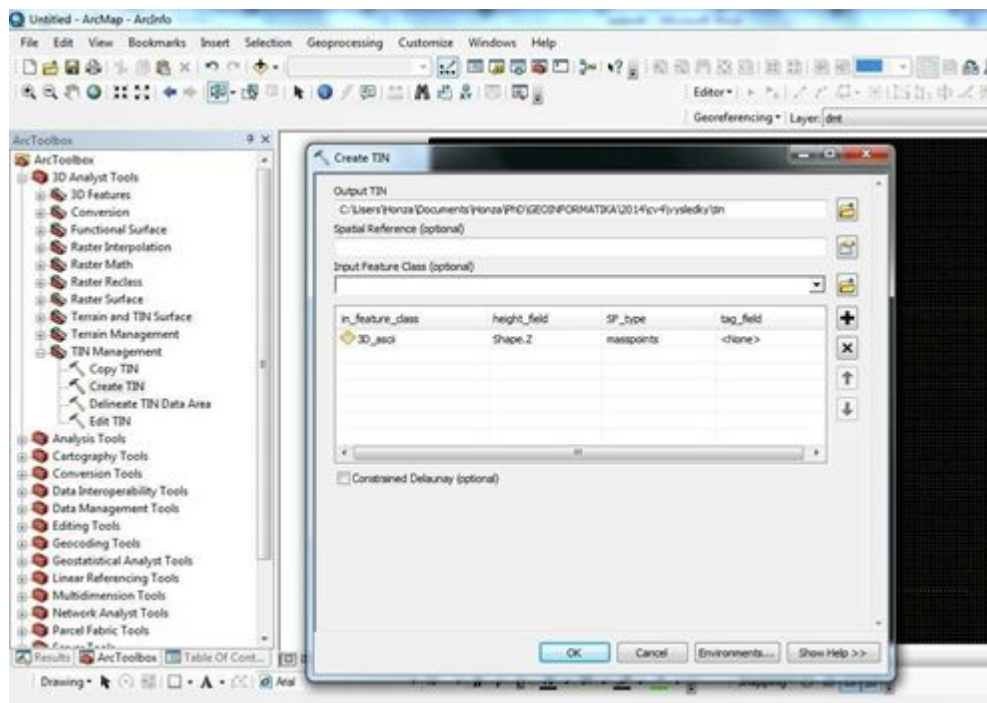 Untitled - ArcMap - ArcInfo
File Edit View Bookmarks Insert Selection Geoprocessing Customize Windows Help
Editor
Georeferencing Layer: dmt
ArcToolbox
ArcToolbox
3D Analyst Tools
3D Features
Conversion
Functional Surface
Raster Interpolation
Raster Math
Raster Reclass
Raster Surface
Terrain and TIN Surface
Terrain Management
TIN Management
Copy TIN
Create TIN
Delineate TIN Data Area
Edit TIN
Analysis Tools
Cartography Tools
Conversion Tools
Data Interoperability Tools
Data Management Tools
Editing Tools
Geocoding Tools
Geostatistical Analyst Tools
Linear Referencing Tools
Multidimension Tools
Network Analyst Tools
Parcel Fabric Tools
Results ArcToolbox Table Of Cont...
Drawing A Arial
Create TIN
Output TIN
C:\Users\Honza\Documents\Honza\PhD\GEOINFORMATIKA\2014\cv4\vysledky\tin
Spatial Reference (optional)
Input Feature Class (optional)
in_feature_class height_field SF_type tag_field
3D_ascii Shape.Z masspoints <None>
Constrained Delaunay (optional)
OK Cancel Environments... Show Help >>